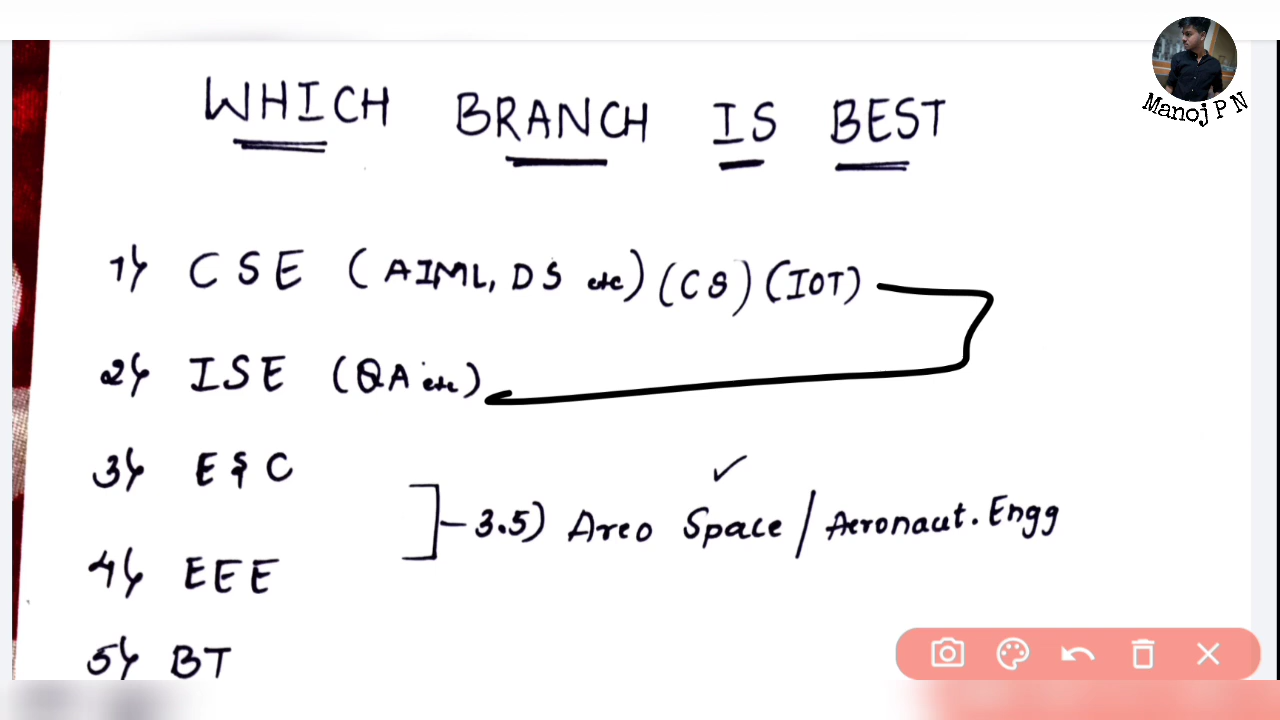 Manoj P N
WHICH BRANCH IS BEST
1) CSE (AIML, DS etc) (CS) (IOT)
2) ISE (QA etc)
3) E & C
3.5) Areo Space / Aeronaut. Engg
4) EEE
5) BT